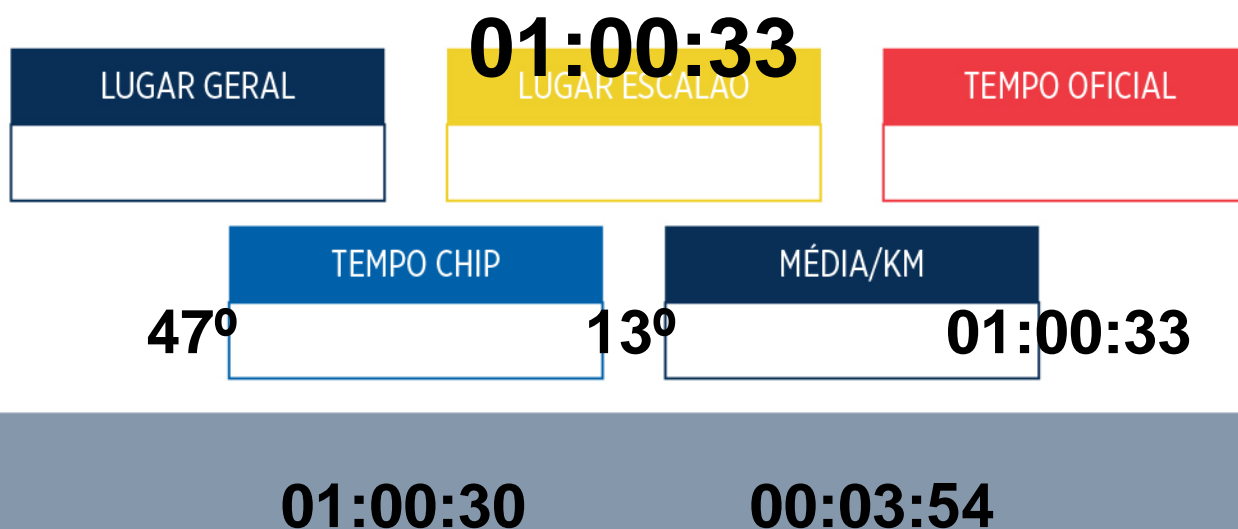 01:00:33
LUGAR GERAL
LUGAR ESCALÃO
TEMPO OFICIAL
TEMPO CHIP
MÉDIA/KM
47º
13º
01:00:33
01:00:30
00:03:54